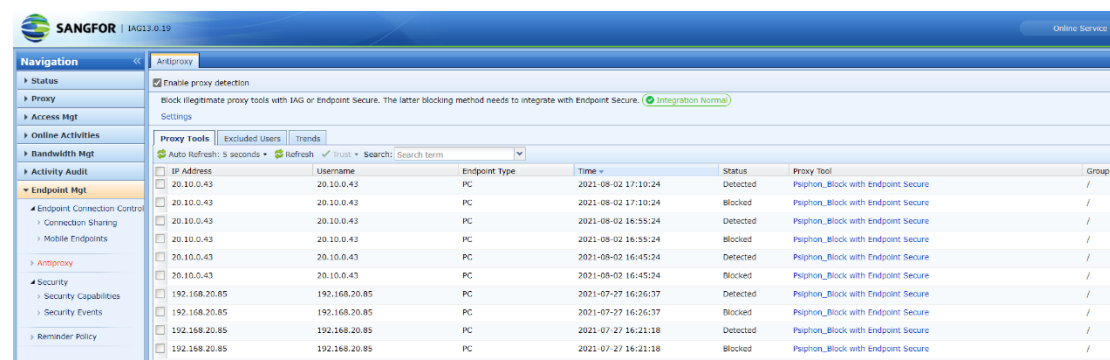 SANGFOR | IAG13.0.19
Online Service
Navigation «
Antiproxy
Status
Enable proxy detection
Proxy
Block illegitimate proxy tools with IAG or Endpoint Secure. The latter blocking method needs to integrate with Endpoint Secure. Integration Normal
Access Mgt
Settings
Online Activities
Proxy Tools Excluded Users Trends
Bandwidth Mgt
Auto Refresh: 5 seconds Refresh Trust Search: Search term
Activity Audit
IP Address Username Endpoint Type Time Status Proxy Tool Group
Endpoint Mgt
Endpoint Connection Control
Connection Sharing
Mobile Endpoints
Antiproxy
Security
Security Capabilities
Security Events
Reminder Policy
20.10.0.43 20.10.0.43 PC 2021-08-02 17:10:24 Detected Psiphon_Block with Endpoint Secure /
20.10.0.43 20.10.0.43 PC 2021-08-02 17:10:24 Blocked Psiphon_Block with Endpoint Secure /
20.10.0.43 20.10.0.43 PC 2021-08-02 16:55:24 Detected Psiphon_Block with Endpoint Secure /
20.10.0.43 20.10.0.43 PC 2021-08-02 16:55:24 Blocked Psiphon_Block with Endpoint Secure /
20.10.0.43 20.10.0.43 PC 2021-08-02 16:45:24 Detected Psiphon_Block with Endpoint Secure /
20.10.0.43 20.10.0.43 PC 2021-08-02 16:45:24 Blocked Psiphon_Block with Endpoint Secure /
192.168.20.85 192.168.20.85 PC 2021-07-27 16:26:37 Detected Psiphon_Block with Endpoint Secure /
192.168.20.85 192.168.20.85 PC 2021-07-27 16:26:37 Blocked Psiphon_Block with Endpoint Secure /
192.168.20.85 192.168.20.85 PC 2021-07-27 16:21:18 Detected Psiphon_Block with Endpoint Secure /
192.168.20.85 192.168.20.85 PC 2021-07-27 16:21:18 Blocked Psiphon_Block with Endpoint Secure /